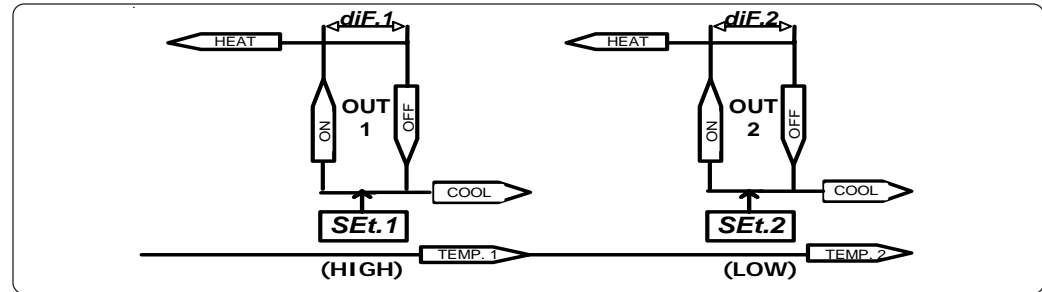 diF.1 diF.2
HEAT HEAT
ON OUT 1 OFF ON OUT 2 OFF
COOL COOL
SEt.1 SEt.2
TEMP. 1 TEMP. 2
(HIGH) (LOW)